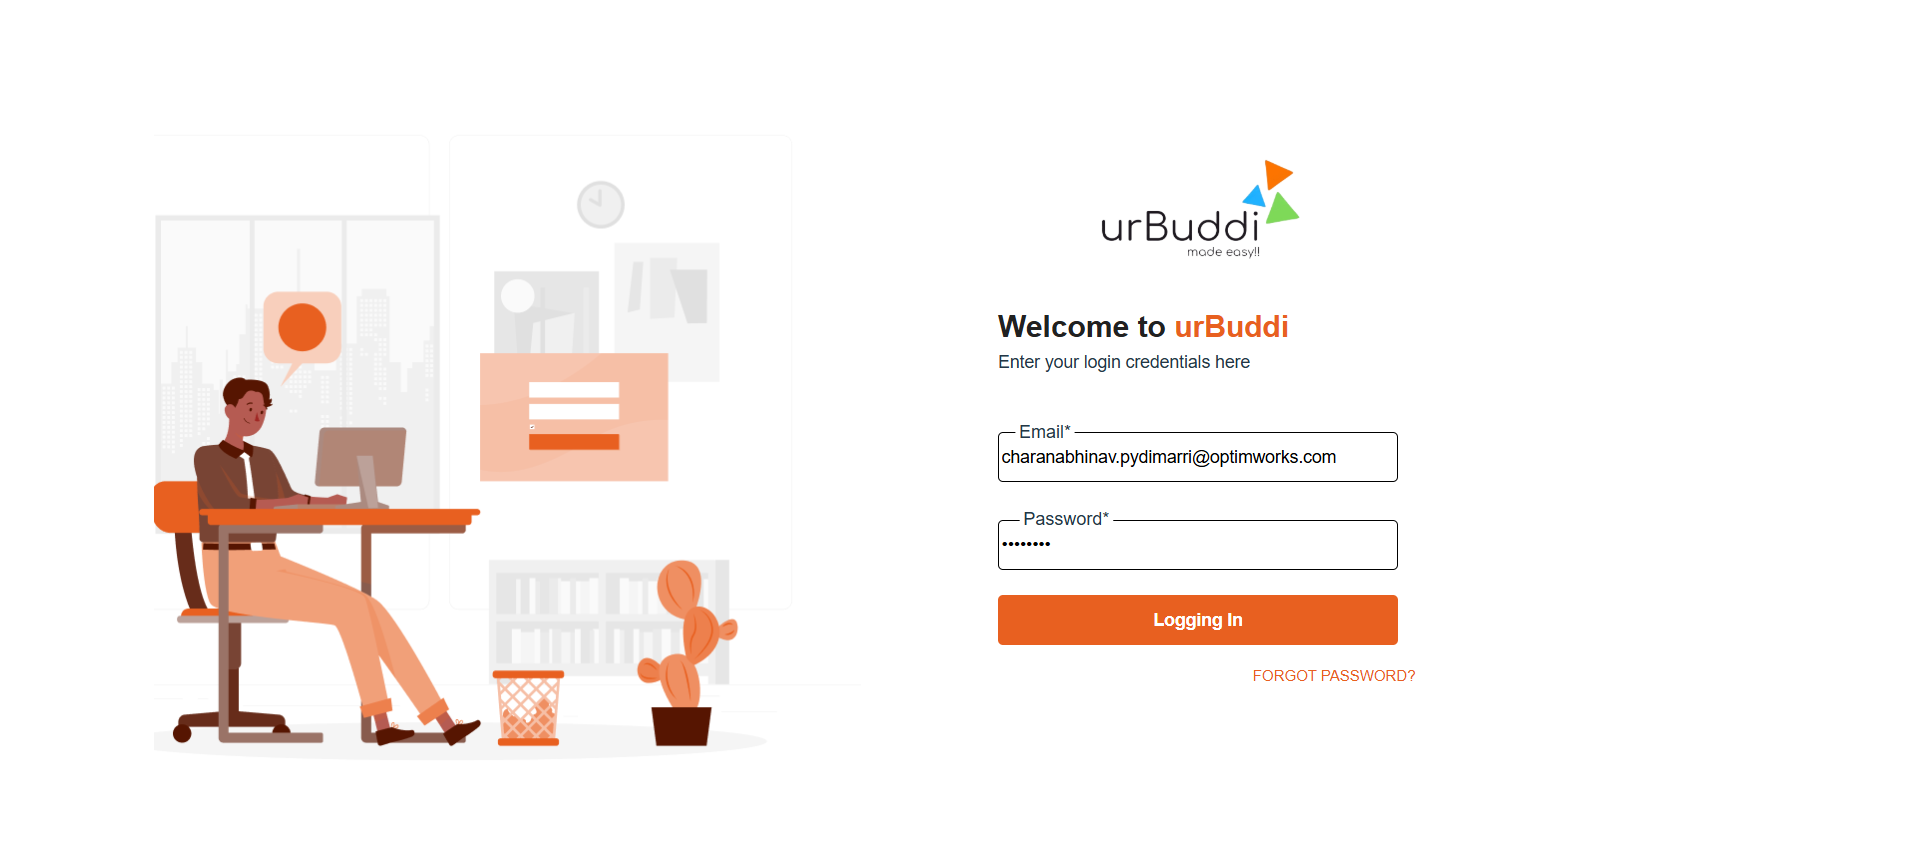 urBuddi
made easy!!
Welcome to urBuddi
Enter your login credentials here
Email*
charanabhinav.pydimarri@optimworks.com
Password*
••••••••
Logging In
FORGOT PASSWORD?